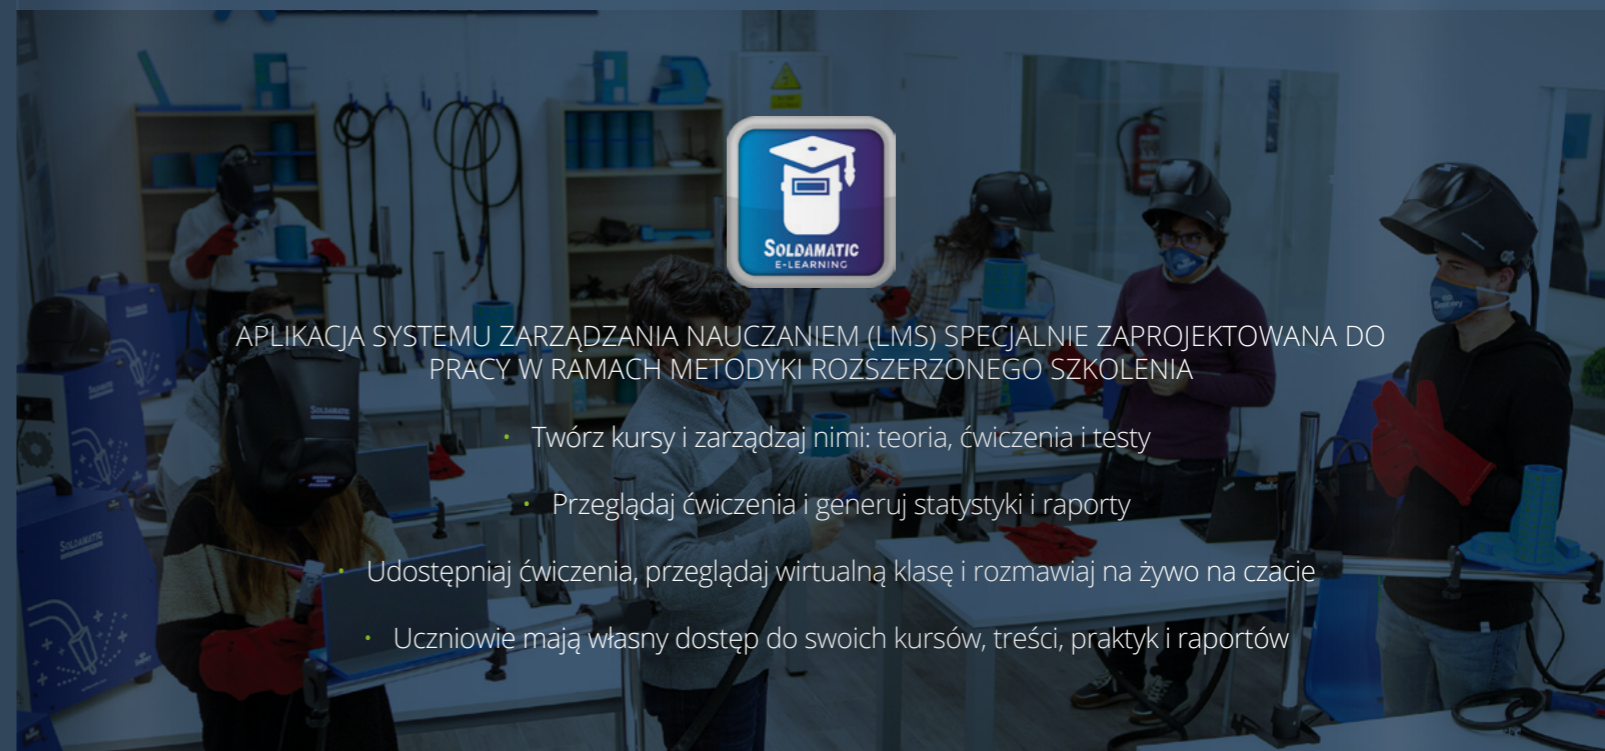 SOLDAMATIC
E-LEARNING
APLIKACJA SYSTEMU ZARZĄDZANIA NAUCZANIEM (LMS) SPECJALNIE ZAPROJEKTOWANA DO
PRACY W RAMACH METODYKI ROZSZERZONEGO SZKOLENIA
• Twórz kursy i zarządzaj nimi: teoria, ćwiczenia i testy
• Przeglądaj ćwiczenia i generuj statystyki i raporty
• Udostępniaj ćwiczenia, przeglądaj wirtualną klasę i rozmawiaj na żywo na czacie
• Uczniowie mają własny dostęp do swoich kursów, treści, praktyk i raportów
SOLDAMATIC
SOLDAMATIC